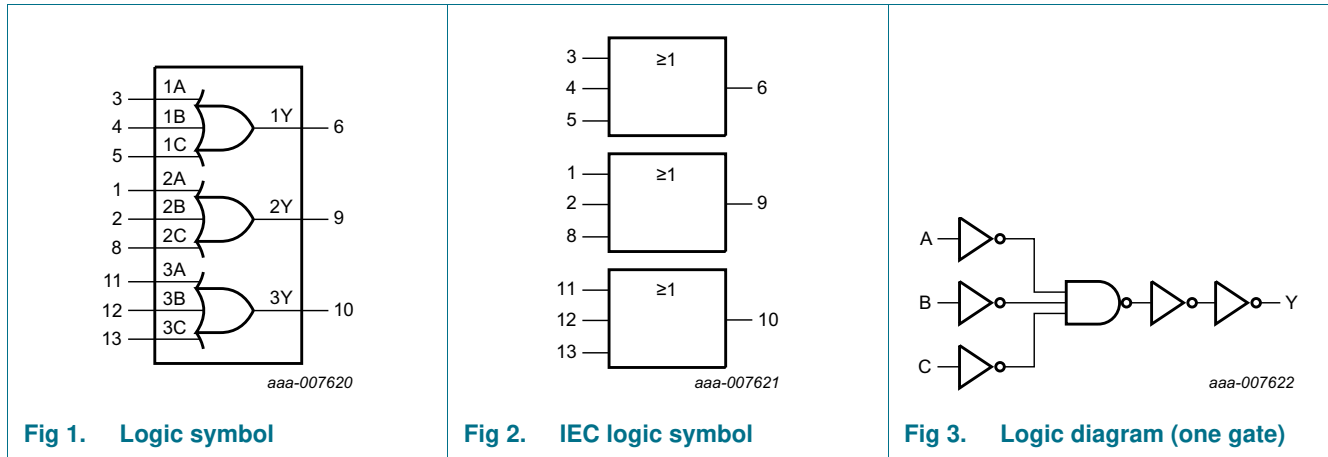 1A
3
1B
1Y
4
6
1C
5
2A
1
2B
2Y
2
9
2C
8
3A
11
3B
3Y
12
10
3C
13
aaa-007620
Fig 1. Logic symbol
3
≥1
4
6
5
1
≥1
2
9
8
11
≥1
12
10
13
aaa-007621
Fig 2. IEC logic symbol
A
B
Y
C
aaa-007622
Fig 3. Logic diagram (one gate)